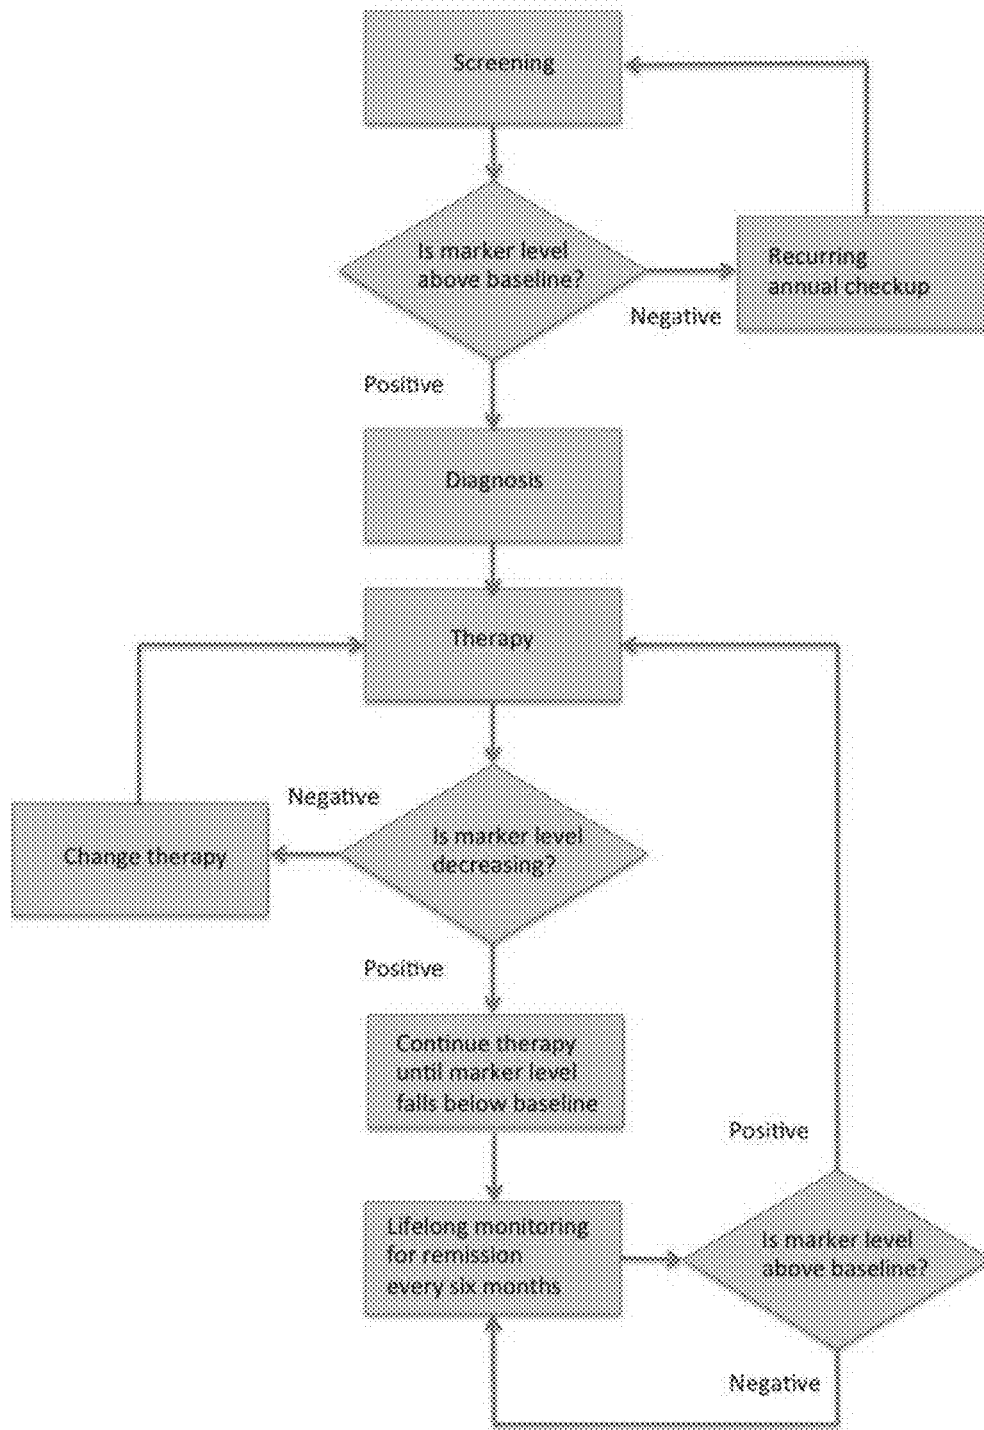 Screening
Is marker level
above baseline?
Negative
Recurring
annual checkup
Positive
Diagnosis
Therapy
Negative
Is marker level
decreasing?
Change therapy
Positive
Continue therapy
until marker level
falls below baseline
Positive
Lifelong monitoring
for remission
every six months
Is marker level
above baseline?
Negative